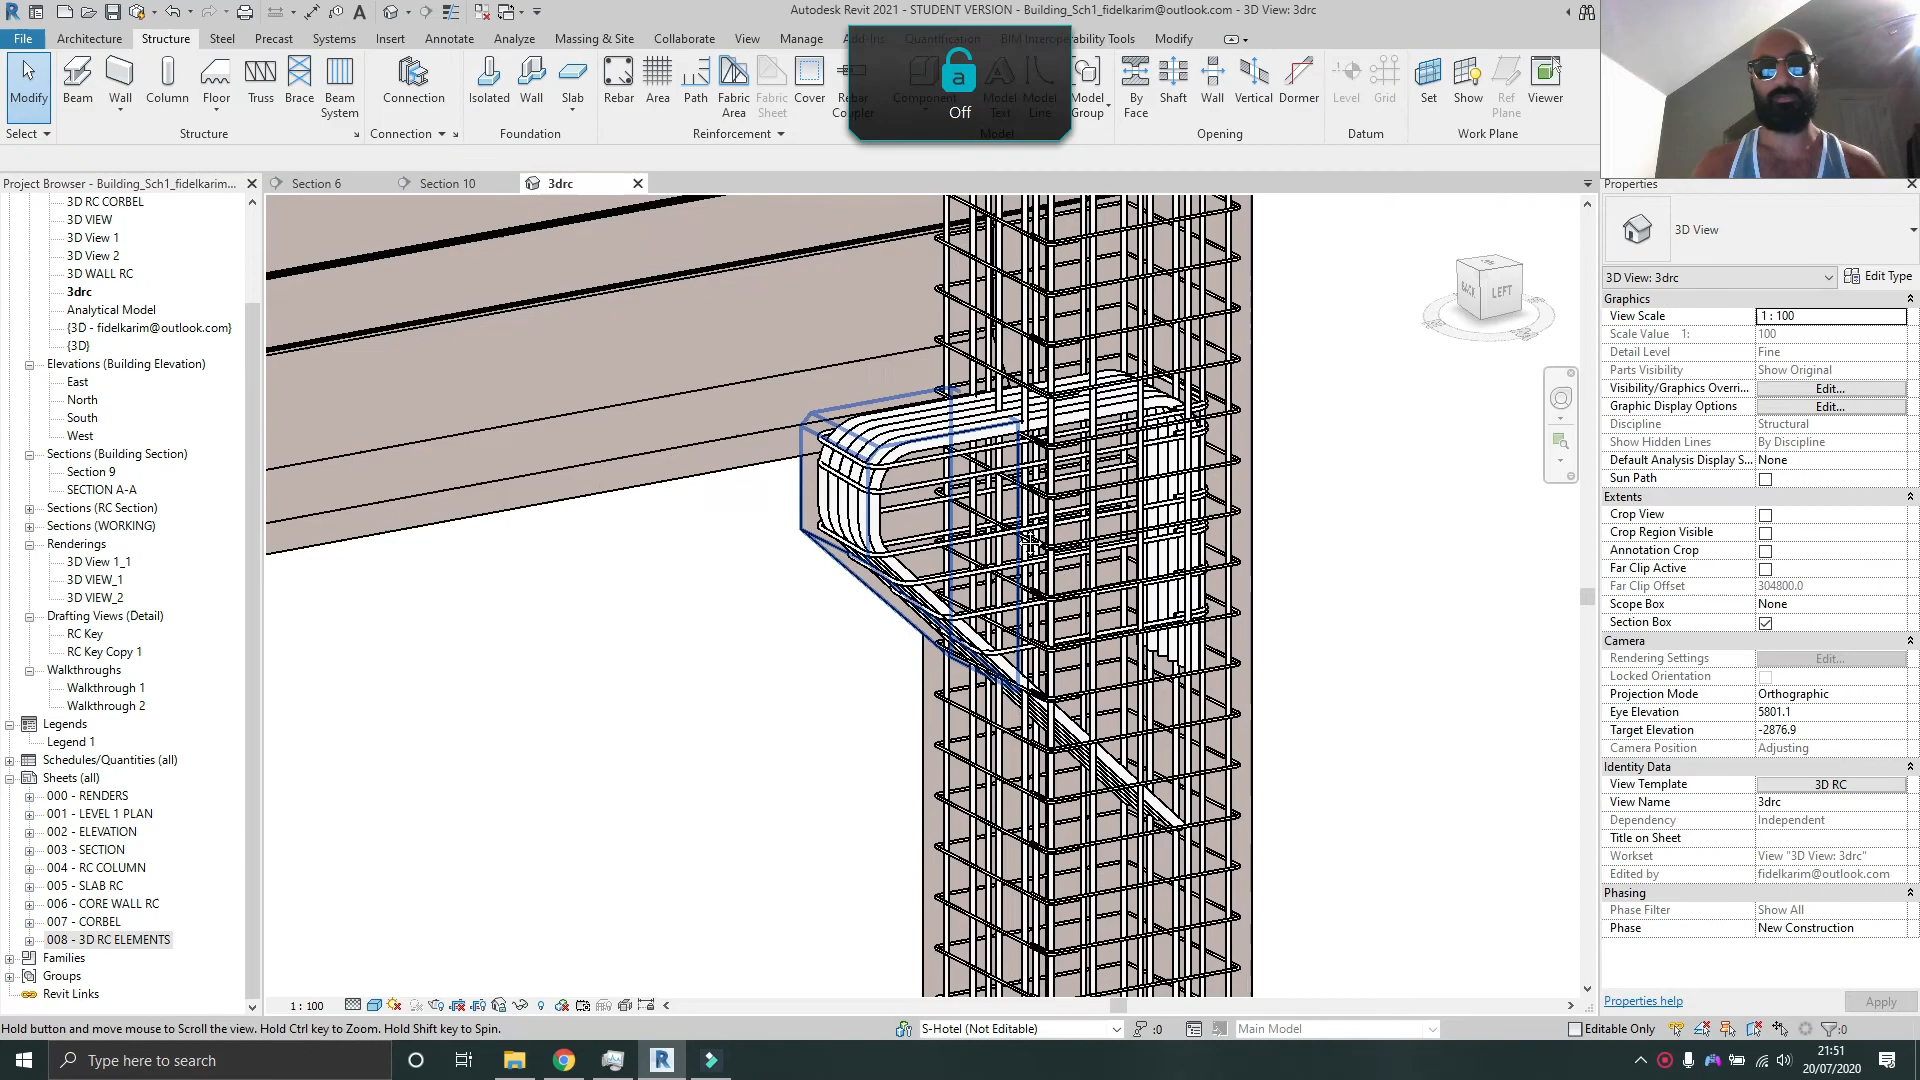 Autodesk Revit 2021 - STUDENT VERSION - Building_Sch1_fidelkarim@outlook.com - 3D View: 3drc
File Architecture Structure Steel Precast Systems Insert Annotate Analyze Massing & Site Collaborate View Manage Add-Ins Quantification BIM Interoperability Tools Modify
Modify Beam Wall Column Floor Truss Brace Beam System Connection Isolated Wall Slab Rebar Area Path Fabric Area Fabric Sheet Cover Rebar Coupler Component Model Text Model Line Model Group By Face Shaft Wall Vertical Dormer Level Grid Set Show Ref Plane Viewer
a
Off
Select Structure Connection Foundation Reinforcement Model Opening Datum Work Plane
Project Browser - Building_Sch1_fidelkarim...
Section 6
Section 10
3drc
3D RC CORBEL
3D VIEW
3D View 1
3D View 2
3D WALL RC
3drc
Analytical Model
{3D - fidelkarim@outlook.com}
{3D}
Elevations (Building Elevation)
East
North
South
West
Sections (Building Section)
Section 9
SECTION A-A
Sections (RC Section)
Sections (WORKING)
Renderings
3D View 1_1
3D VIEW_1
3D VIEW_2
Drafting Views (Detail)
RC Key
RC Key Copy 1
Walkthroughs
Walkthrough 1
Walkthrough 2
Legends
Legend 1
Schedules/Quantities (all)
Sheets (all)
000 - RENDERS
001 - LEVEL 1 PLAN
002 - ELEVATION
003 - SECTION
004 - RC COLUMN
005 - SLAB RC
006 - CORE WALL RC
007 - CORBEL
008 - 3D RC ELEMENTS
Families
Groups
Revit Links
BACK LEFT
Properties
3D View
3D View: 3drc
Edit Type
Graphics
View Scale 1 : 100
Scale Value 1: 100
Detail Level Fine
Parts Visibility Show Original
Visibility/Graphics Overri... Edit...
Graphic Display Options Edit...
Discipline Structural
Show Hidden Lines By Discipline
Default Analysis Display S... None
Sun Path
Extents
Crop View
Crop Region Visible
Annotation Crop
Far Clip Active
Far Clip Offset 304800.0
Scope Box None
Section Box
Camera
Rendering Settings Edit...
Locked Orientation
Projection Mode Orthographic
Eye Elevation 5801.1
Target Elevation -2876.9
Camera Position Adjusting
Identity Data
View Template 3D RC
View Name 3drc
Dependency Independent
Title on Sheet
Workset View "3D View: 3drc"
Edited by fidelkarim@outlook.com
Phasing
Phase Filter Show All
Phase New Construction
Properties help
Apply
1 : 100
Hold button and move mouse to Scroll the view. Hold Ctrl key to Zoom. Hold Shift key to Spin.
S-Hotel (Not Editable)
:0
Main Model
Editable Only
:0
Type here to search
21:51
20/07/2020